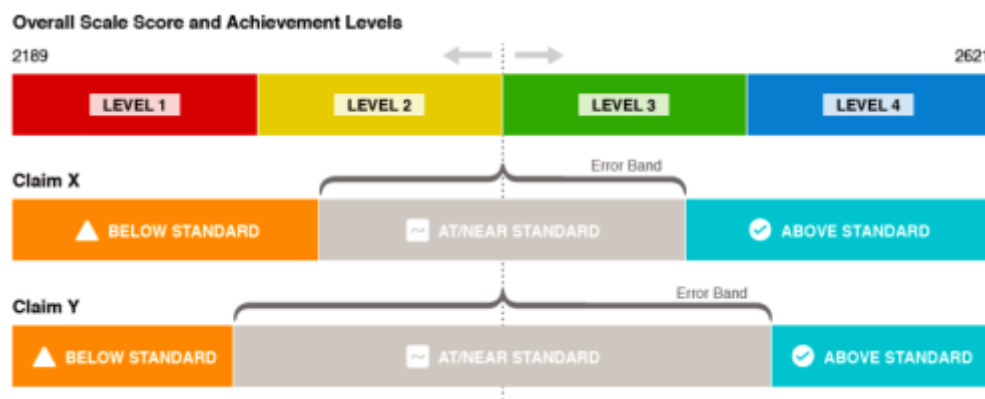 Overall Scale Score and Achievement Levels
2189 2621
LEVEL 1 LEVEL 2 LEVEL 3 LEVEL 4
Error Band
Claim X
BELOW STANDARD AT/NEAR STANDARD ABOVE STANDARD
Error Band
Claim Y
BELOW STANDARD AT/NEAR STANDARD ABOVE STANDARD